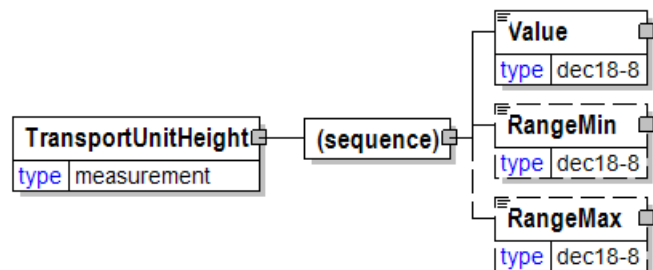 TransportUnitHeight
type measurement
(sequence)
Value
type dec18-8
RangeMin
type dec18-8
RangeMax
type dec18-8